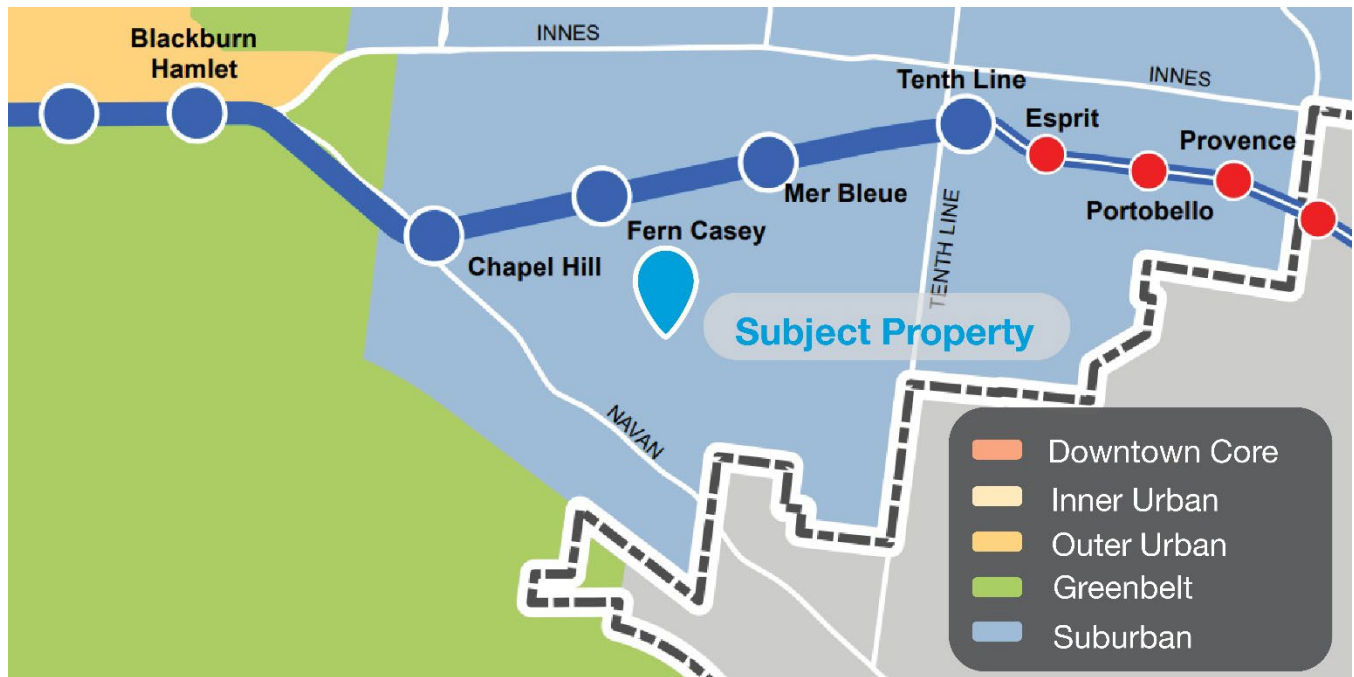 Blackburn
Hamlet
INNES
Tenth Line
INNES
Esprit
Provence
Mer Bleue
Portobello
Fern Casey
Chapel Hill
TENTH LINE
Subject Property
NAVAN
Downtown Core
Inner Urban
Outer Urban
Greenbelt
Suburban